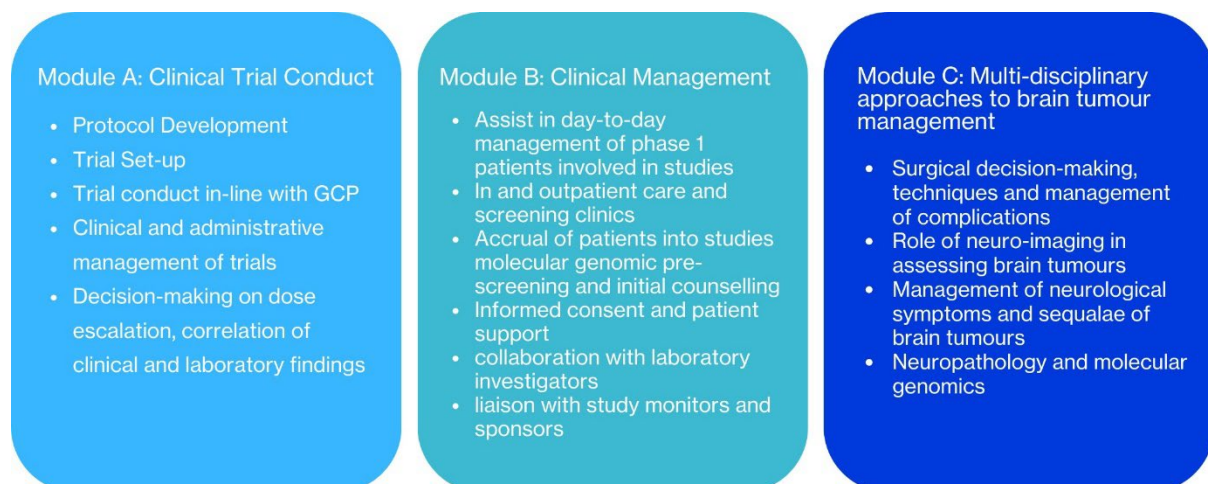 Module A: Clinical Trial Conduct
• Protocol Development
• Trial Set-up
• Trial conduct in-line with GCP
• Clinical and administrative
management of trials
• Decision-making on dose
escalation, correlation of
clinical and laboratory findings
Module B: Clinical Management
• Assist in day-to-day
management of phase 1
patients involved in studies
• In and outpatient care and
screening clinics
• Accrual of patients into studies
molecular genomic pre-
screening and initial counselling
• Informed consent and patient
support
• collaboration with laboratory
investigators
• liaison with study monitors and
sponsors
Module C: Multi-disciplinary
approaches to brain tumour
management
• Surgical decision-making,
techniques and management
of complications
• Role of neuro-imaging in
assessing brain tumours
• Management of neurological
symptoms and sequalae of
brain tumours
• Neuropathology and molecular
genomics